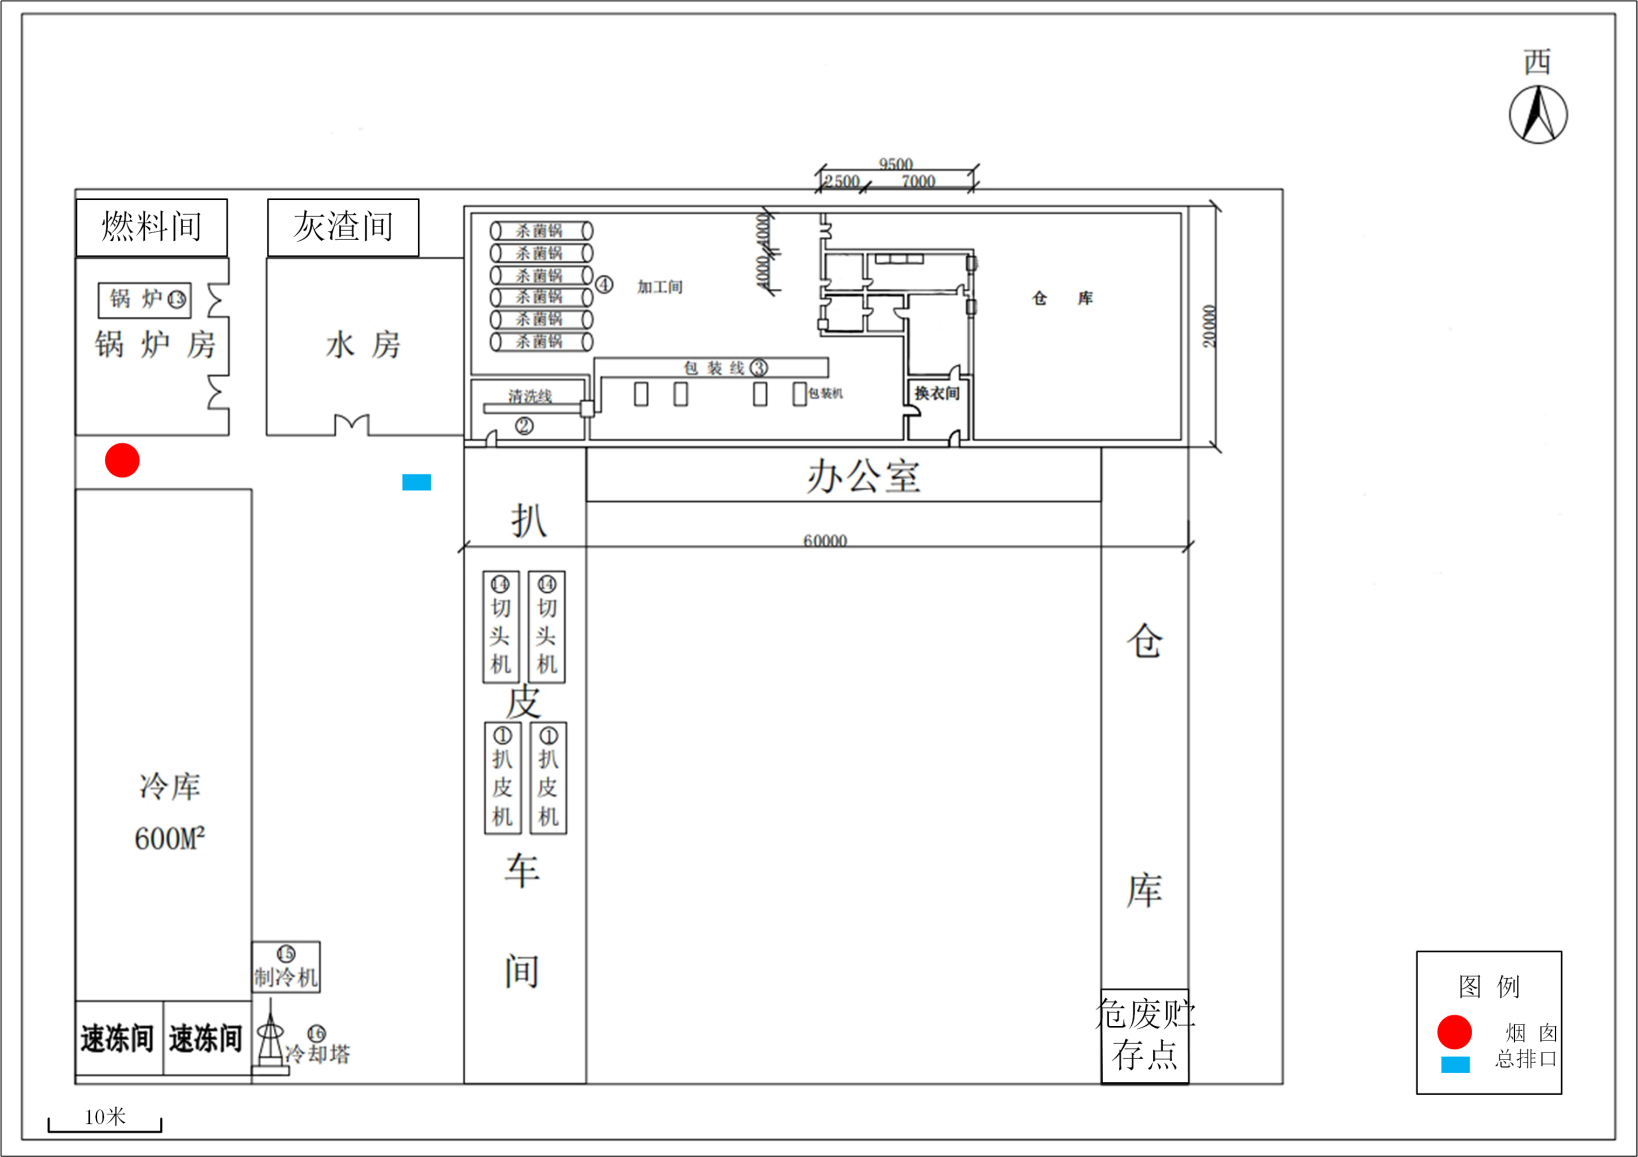 西
9500
2500 7000
燃料间
灰渣间
杀菌锅
杀菌锅
杀菌锅
杀菌锅
杀菌锅
杀菌锅
④
加工间
4000
4000
仓 库
20000
锅 炉⑬
锅 炉 房
水 房
包 装 线③
清洗线
②
包装机
换衣间
办公室
60000
扒
皮
车
间
⑭
切
头
机
⑭
切
头
机
①
扒
皮
机
①
扒
皮
机
仓
库
冷库
600M²
⑮
制冷机
速冻间
速冻间
⑯
冷却塔
危废贮
存点
图 例
烟 囱
总排口
10米